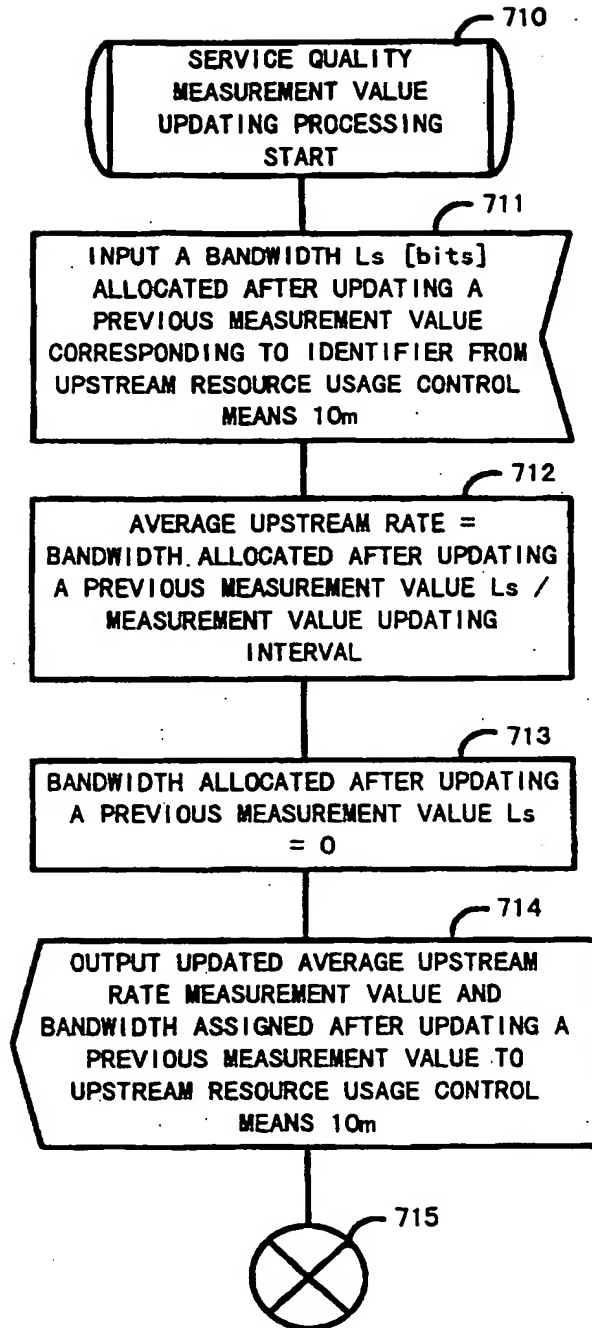 710
SERVICE QUALITY
MEASUREMENT VALUE
UPDATING PROCESSING
START
711
INPUT A BANDWIDTH Ls [bits]
ALLOCATED AFTER UPDATING A
PREVIOUS MEASUREMENT VALUE
CORRESPONDING TO IDENTIFIER FROM
UPSTREAM RESOURCE USAGE CONTROL
MEANS 10m
712
AVERAGE UPSTREAM RATE =
BANDWIDTH. ALLOCATED AFTER UPDATING
A PREVIOUS MEASUREMENT VALUE Ls /
MEASUREMENT VALUE UPDATING
INTERVAL
713
BANDWIDTH ALLOCATED AFTER UPDATING
A PREVIOUS MEASUREMENT VALUE Ls
= 0
714
OUTPUT UPDATED AVERAGE UPSTREAM
RATE MEASUREMENT VALUE AND
BANDWIDTH ASSIGNED AFTER UPDATING A
PREVIOUS MEASUREMENT VALUE TO
UPSTREAM RESOURCE USAGE CONTROL
MEANS 10m
715